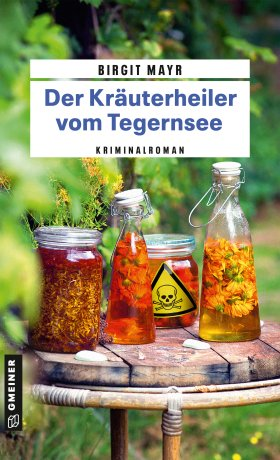 BIRGIT MAYR
Der Kräuterheiler
vom Tegernsee
KRIMINALROMAN
GMEINER